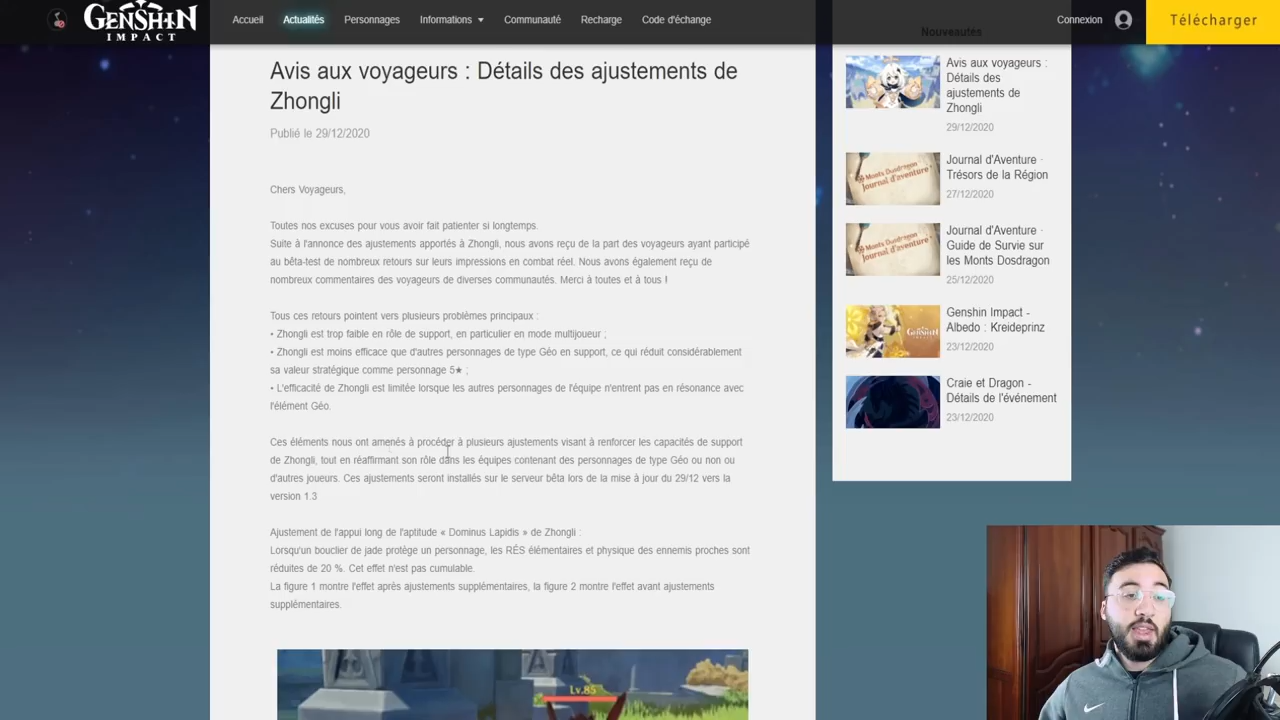 GENSHIN
IMPACT
Accueil
Actualités
Personnages
Informations
Communauté
Recharge
Code d'échange
Connexion
Télécharger
Avis aux voyageurs : Détails des ajustements de
Zhongli
Publié le 29/12/2020
Chers Voyageurs,
Toutes nos excuses pour vous avoir fait patienter si longtemps.
Suite à l'annonce des ajustements apportés à Zhongli, nous avons reçu de la part des voyageurs ayant participé
au bêta-test de nombreux retours sur leurs impressions en combat réel. Nous avons également reçu de
nombreux commentaires des voyageurs de diverses communautés. Merci à toutes et à tous !
Tous ces retours pointent vers plusieurs problèmes principaux :
• Zhongli est trop faible en rôle de support, en particulier en mode multijoueur ;
• Zhongli est moins efficace que d'autres personnages de type Géo en support, ce qui réduit considérablement
sa valeur stratégique comme personnage 5★ ;
• L'efficacité de Zhongli est limitée lorsque les autres personnages de l'équipe n'entrent pas en résonance avec
l'élément Géo.
Ces éléments nous ont amenés à procéder à plusieurs ajustements visant à renforcer les capacités de support
de Zhongli, tout en réaffirmant son rôle dans les équipes contenant des personnages de type Géo ou non ou
d'autres joueurs. Ces ajustements seront installés sur le serveur bêta lors de la mise à jour du 29/12 vers la
version 1.3
Ajustement de l'appui long de l'aptitude « Dominus Lapidis » de Zhongli :
Lorsqu'un bouclier de jade protège un personnage, les RÉS élémentaires et physique des ennemis proches sont
réduites de 20 %. Cet effet n'est pas cumulable.
La figure 1 montre l'effet après ajustements supplémentaires, la figure 2 montre l'effet avant ajustements
supplémentaires.
Lv.85
Nouveautés
Avis aux voyageurs :
Détails des
ajustements de
Zhongli
29/12/2020
Monts Dosdragon
Journal d'aventure !
Journal d'Aventure ·
Trésors de la Région
27/12/2020
Monts Dosdragon
Journal d'aventure !
Journal d'Aventure ·
Guide de Survie sur
les Monts Dosdragon
25/12/2020
GENSHIN
Genshin Impact -
Albedo : Kreideprinz
23/12/2020
Craie et Dragon -
Détails de l'événement
23/12/2020